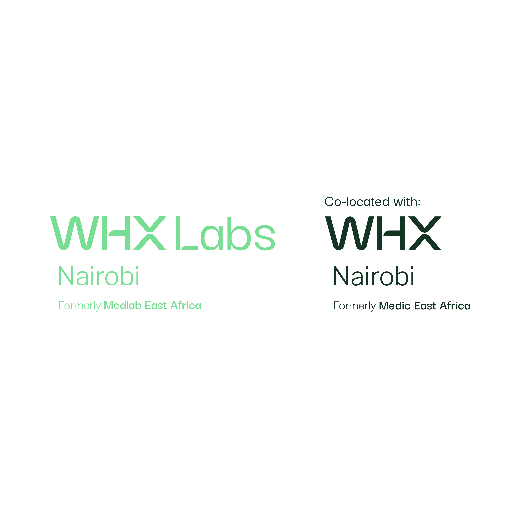 WHX Labs
Nairobi
Formerly Medlab East Africa
Co-located with:
WHX
Nairobi
Formerly Medic East Africa